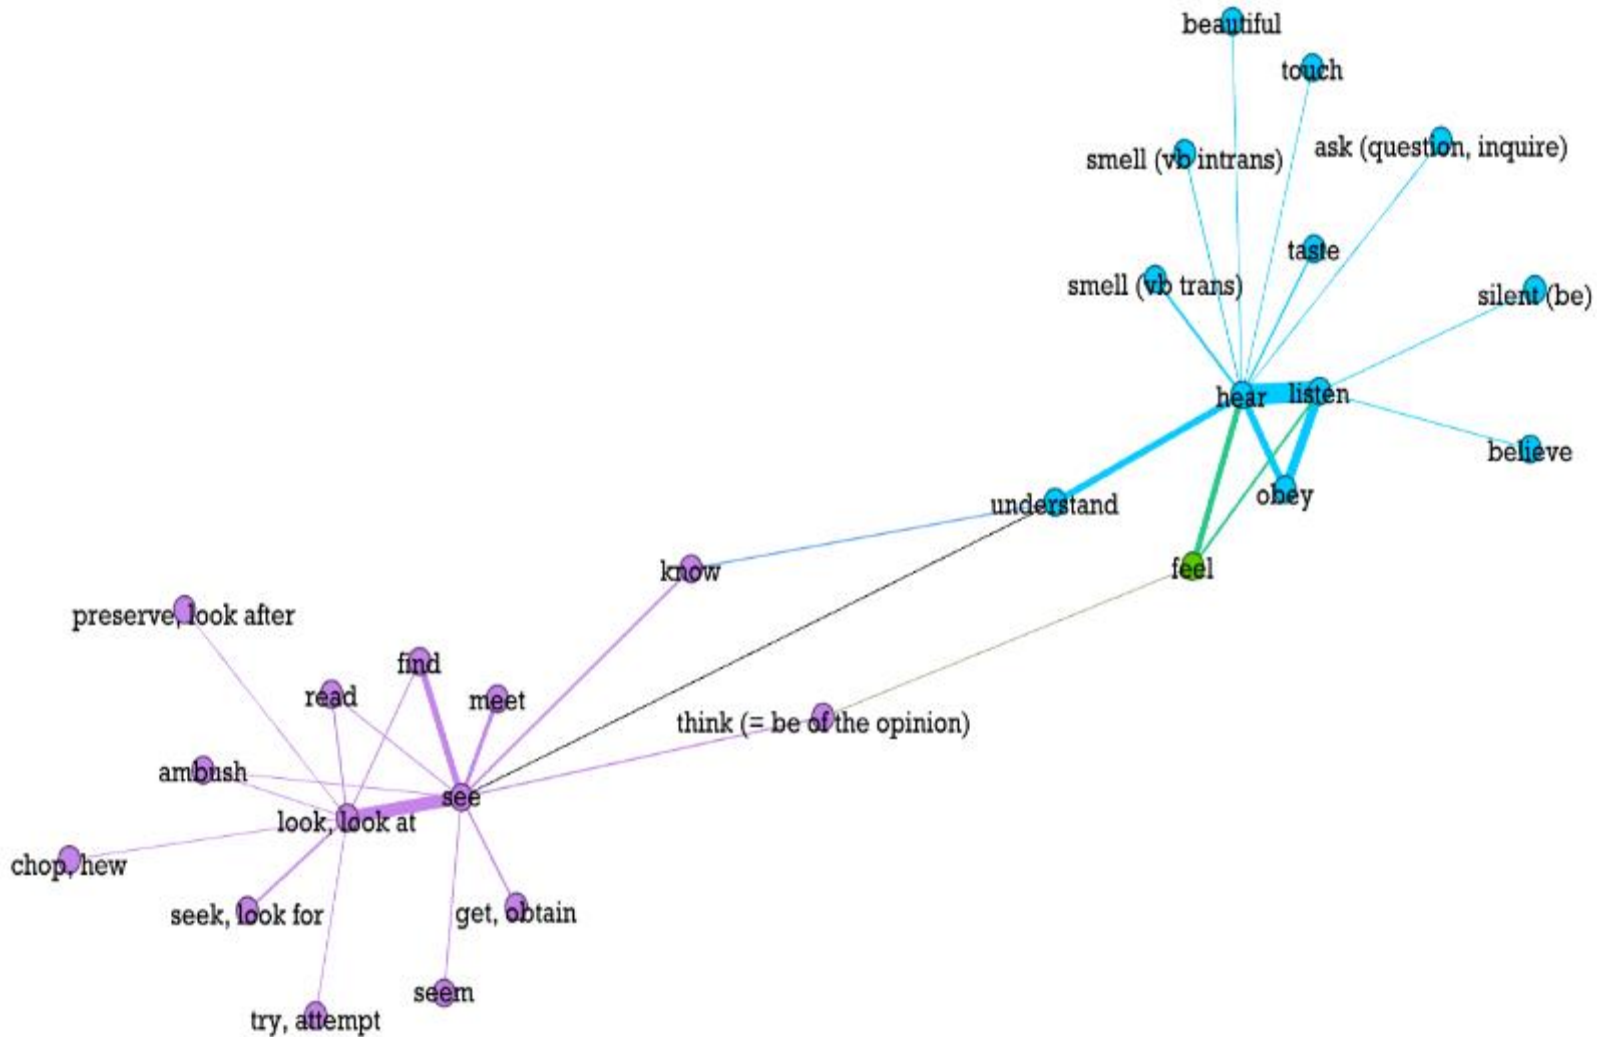 beautiful
touch
ask (question, inquire)
smell (vb intrans)
taste
smell (vb trans)
silent (be)
hear
listen
believe
obey
understand
feel
know
preserve, look after
find
read
meet
think (= be of the opinion)
ambush
see
look, look at
chop, hew
seek, look for
get, obtain
seem
try, attempt